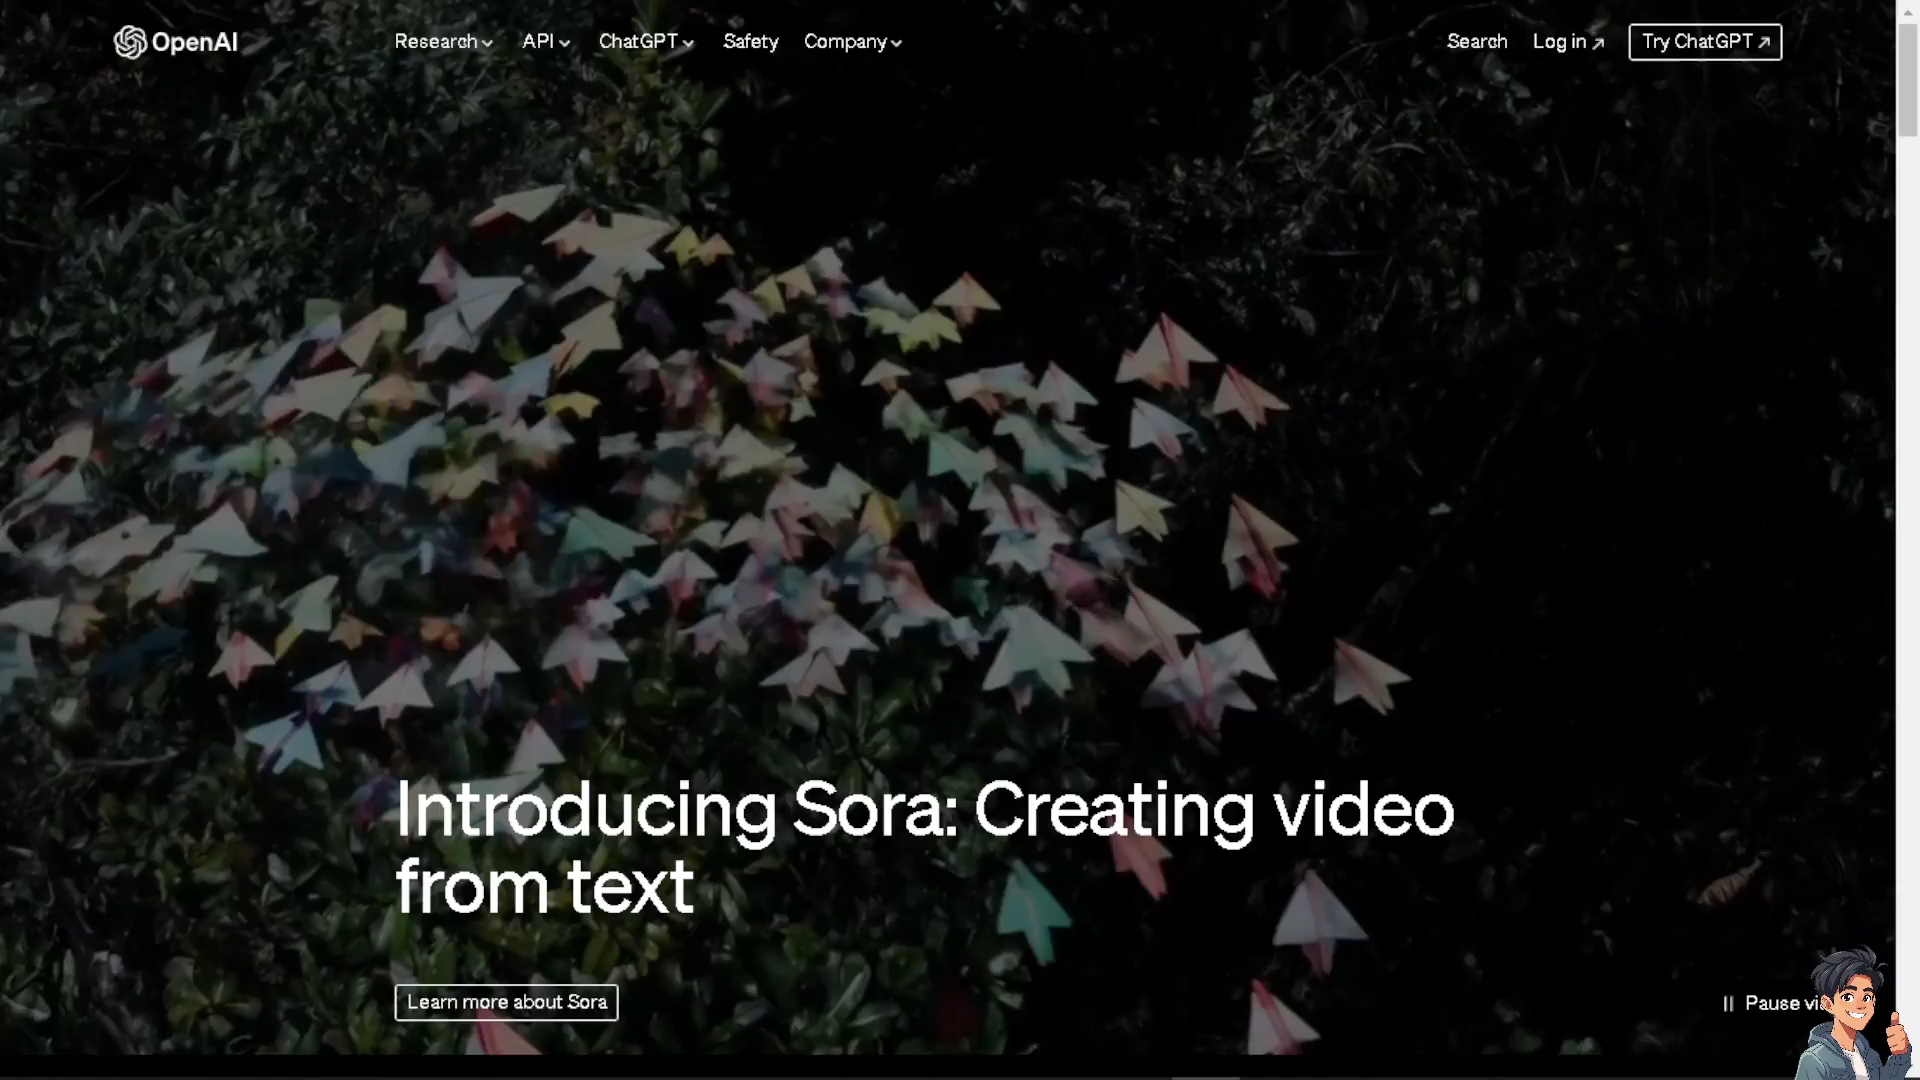 OpenAI
Research
API
ChatGPT
Safety
Company
Search
Log in
Try ChatGPT
Introducing Sora: Creating video
from text
Learn more about Sora
Pause